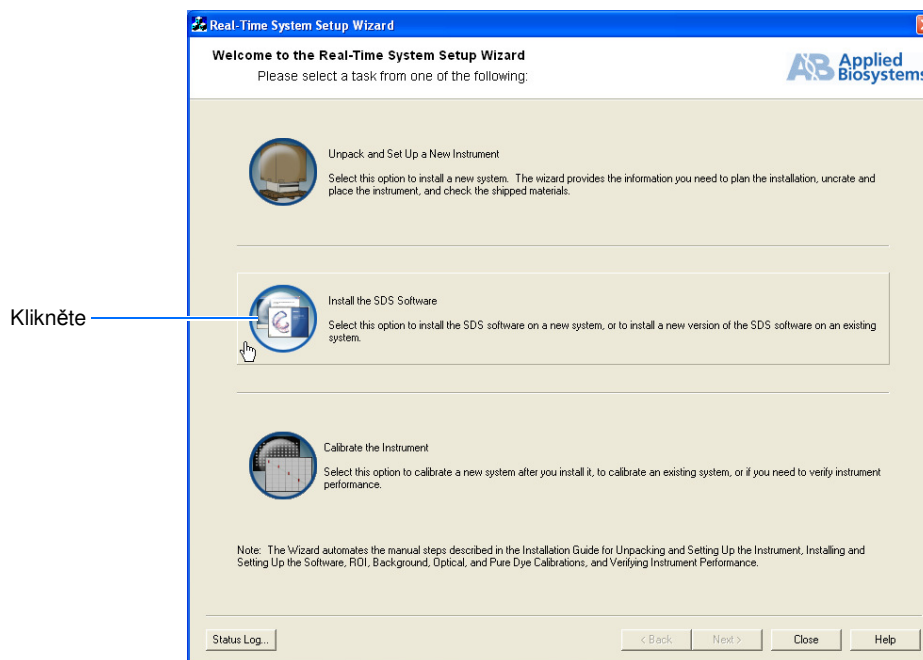 Real-Time System Setup Wizard
Welcome to the Real-Time System Setup Wizard
Please select a task from one of the following:
AB Applied
Biosystems
Unpack and Set Up a New Instrument
Select this option to install a new system. The wizard provides the information you need to plan the installation, uncrate and
place the instrument, and check the shipped materials.
Klikněte
Install the SDS Software
Select this option to install the SDS software on a new system, or to install a new version of the SDS software on an existing
system.
Calibrate the Instrument
Select this option to calibrate a new system after you install it, to calibrate an existing system, or if you need to verify instrument
performance.
Note: The Wizard automates the manual steps described in the Installation Guide for Unpacking and Setting Up the Instrument, Installing and
Setting Up the Software, ROI, Background, Optical, and Pure Dye Calibrations, and Verifying Instrument Performance.
Status Log...
< Back
Next >
Close
Help